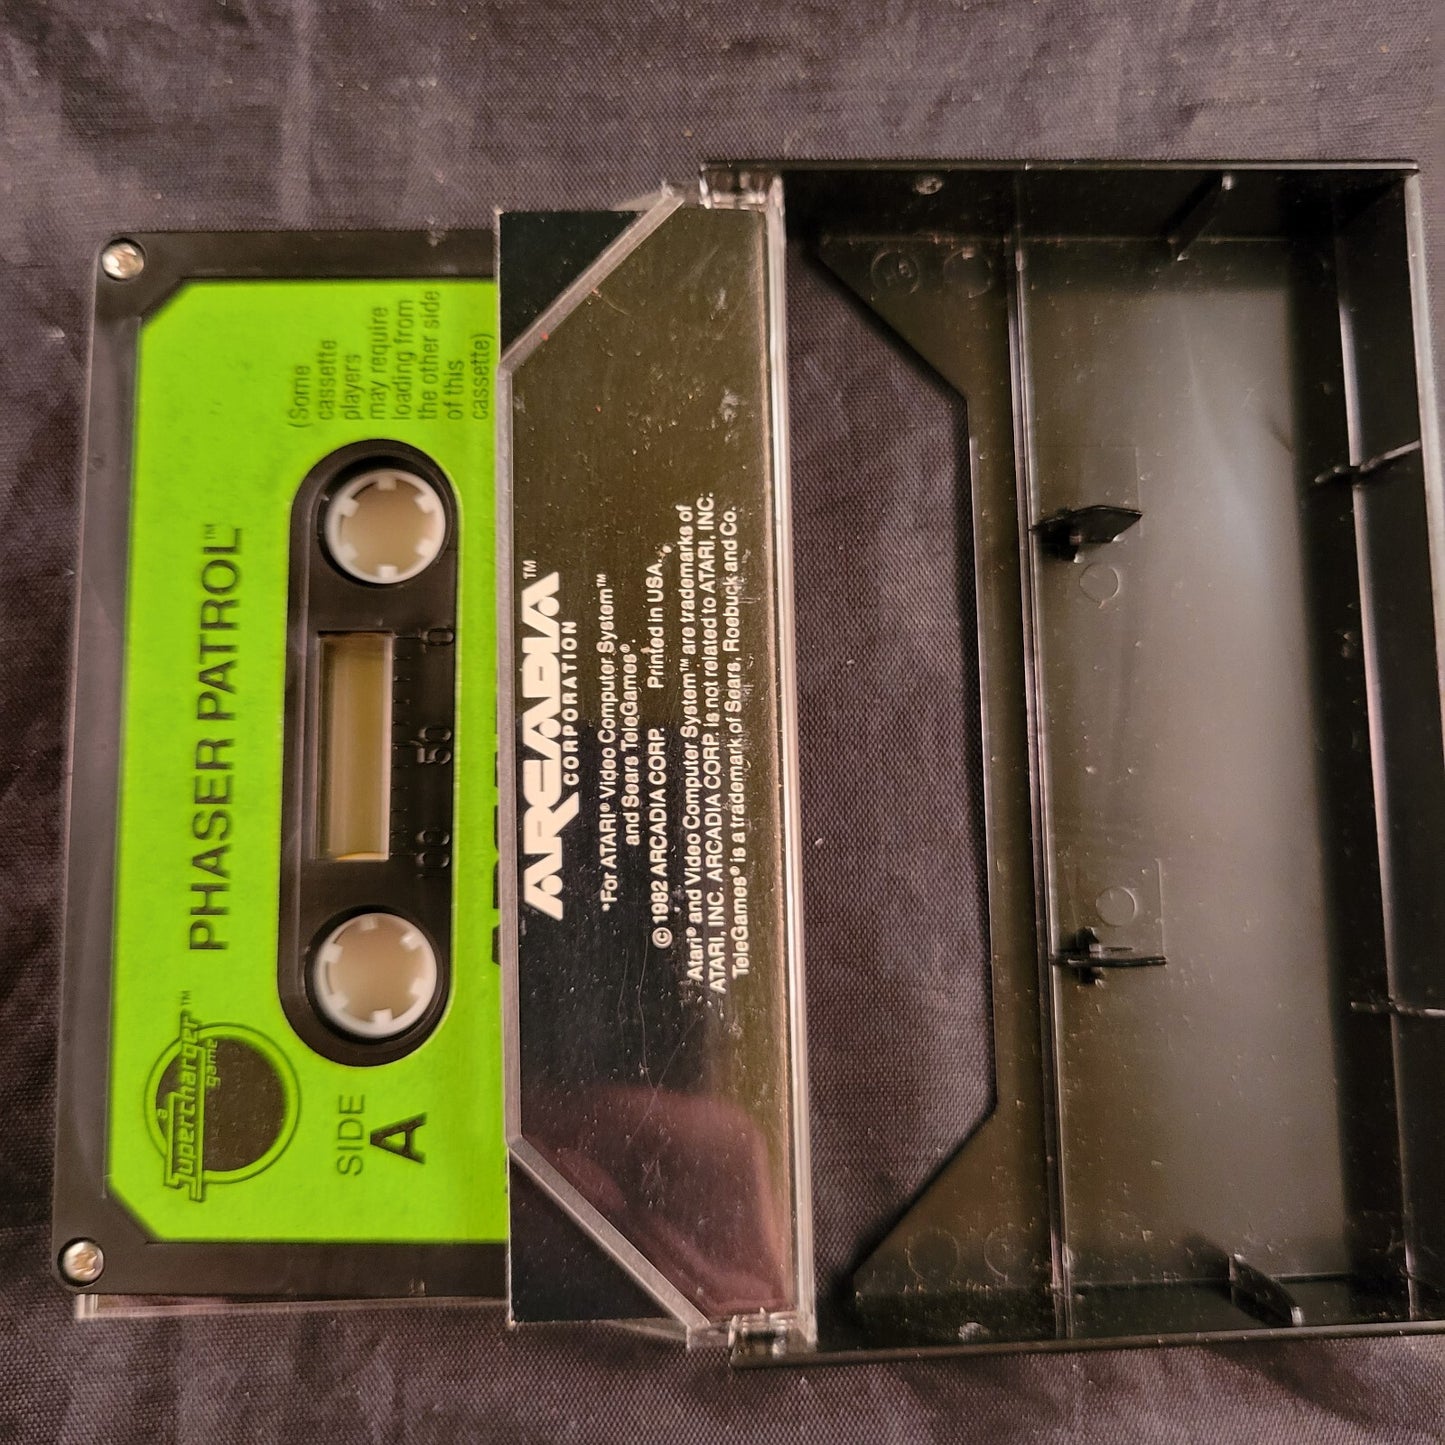 PHASER PATROL™
(Some
cassette
players
may require
loading from
the other side
of this
cassette)
Supercharger™
game
SIDE
A
100 50 0
ARCADIA™
CORPORATION
*For ATARI® Video Computer System™
and Sears TeleGames®.
© 1982 ARCADIA CORP. Printed in USA.
Atari® and Video Computer System™ are trademarks of
ATARI, INC. ARCADIA CORP. is not related to ATARI, INC.
TeleGames® is a trademark of Sears, Roebuck and Co.